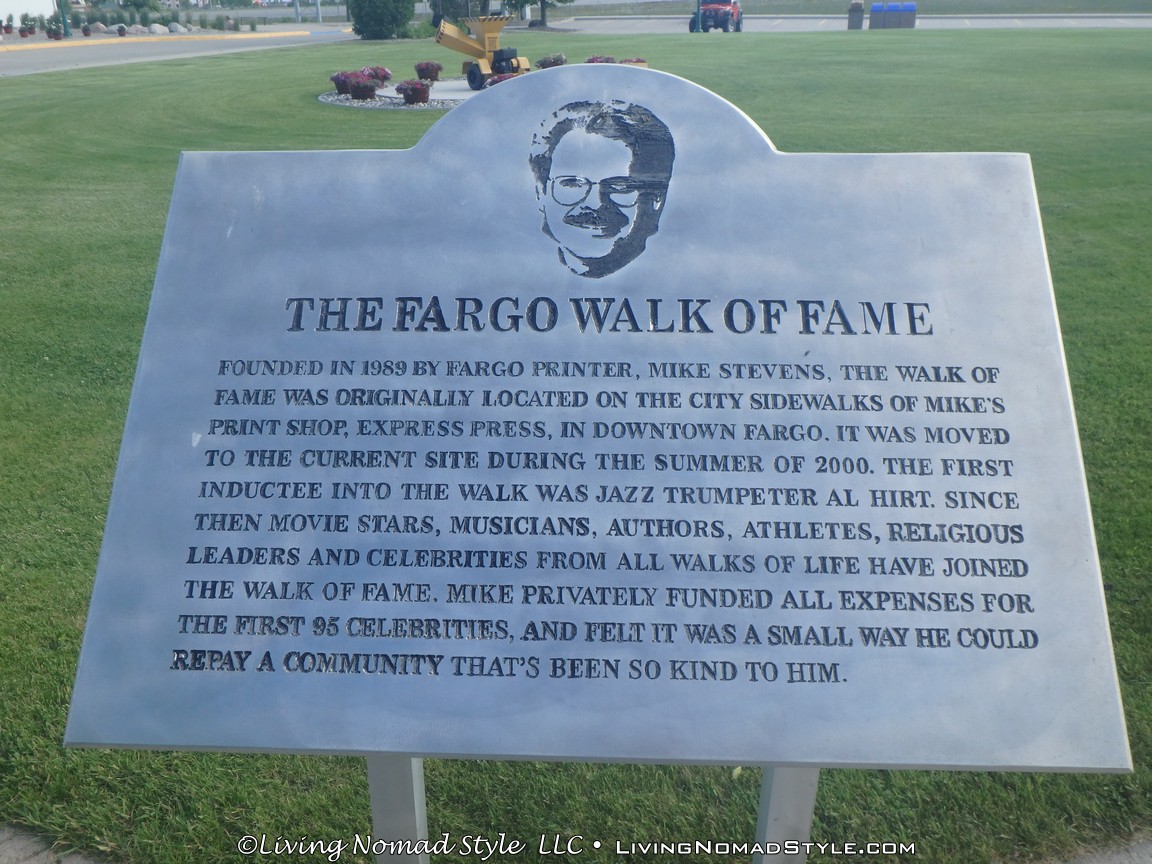 THE FARGO WALK OF FAME
FOUNDED IN 1989 BY FARGO PRINTER, MIKE STEVENS, THE WALK OF
FAME WAS ORIGINALLY LOCATED ON THE CITY SIDEWALKS OF MIKE'S
PRINT SHOP, EXPRESS PRESS, IN DOWNTOWN FARGO. IT WAS MOVED
TO THE CURRENT SITE DURING THE SUMMER OF 2000. THE FIRST
INDUCTEE INTO THE WALK WAS JAZZ TRUMPETER AL HIRT. SINCE
THEN MOVIE STARS, MUSICIANS, AUTHORS, ATHLETES, RELIGIOUS
LEADERS AND CELEBRITIES FROM ALL WALKS OF LIFE HAVE JOINED
THE WALK OF FAME. MIKE PRIVATELY FUNDED ALL EXPENSES FOR
THE FIRST 95 CELEBRITIES, AND FELT IT WAS A SMALL WAY HE COULD
REPAY A COMMUNITY THAT'S BEEN SO KIND TO HIM.
©Living Nomad Style LLC • LIVINGNOMADSTYLE.COM